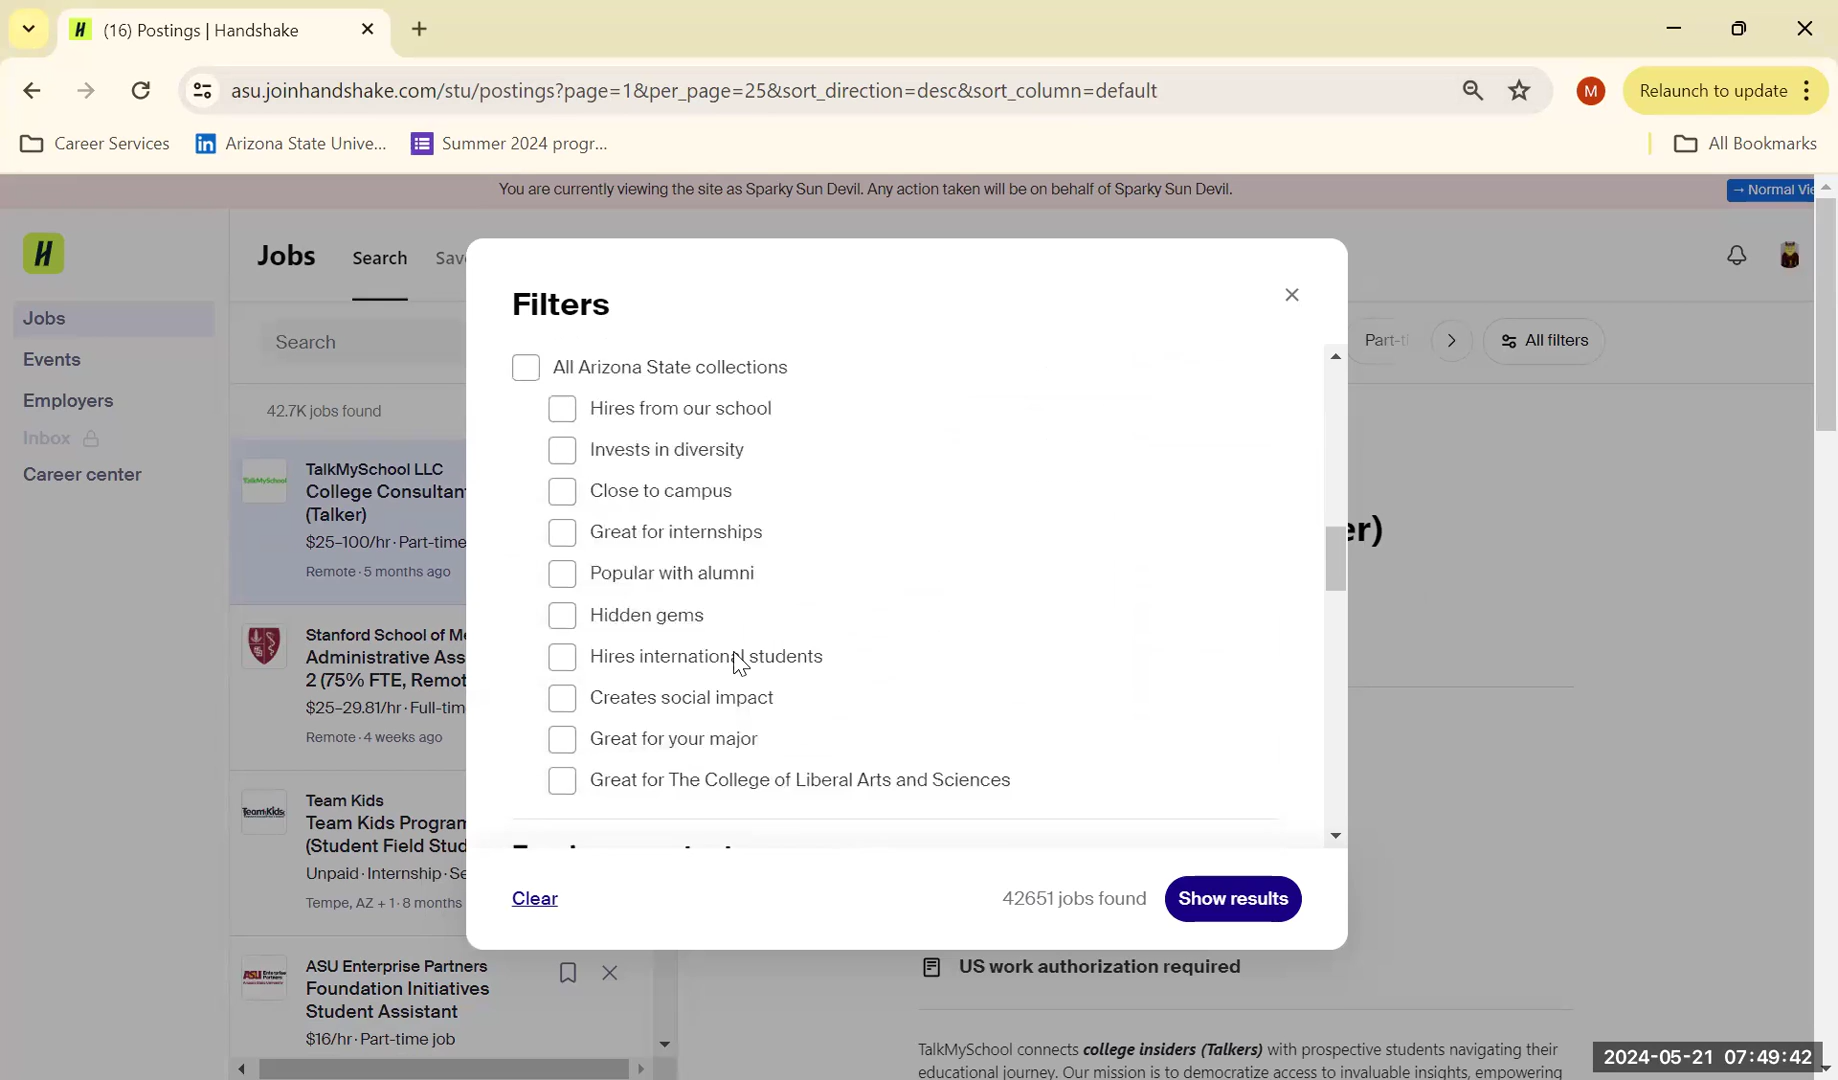 (16) Postings | Handshake
asu.joinhandshake.com/stu/postings?page=1&per_page=25&sort_direction=desc&sort_column=default
M
Relaunch to update
Career Services
Arizona State Unive...
Summer 2024 progr...
All Bookmarks
You are currently viewing the site as Sparky Sun Devil. Any action taken will be on behalf of Sparky Sun Devil.
→ Normal Vie
Jobs
Search
Save
Jobs
Events
Employers
Inbox
Career center
Search
Part-ti
All filters
42.7K jobs found
TalkMySchool LLC
College Consultan
(Talker)
$25–100/hr · Part-time
Remote · 5 months ago
Stanford School of Me
Administrative Ass
2 (75% FTE, Remot
$25–29.81/hr · Full-tim
Remote · 4 weeks ago
Team Kids
Team Kids Program
(Student Field Stud
Unpaid · Internship · Se
Tempe, AZ + 1 · 8 months
ASU Enterprise Partners
Foundation Initiatives
Student Assistant
$16/hr · Part-time job
Filters
All Arizona State collections
Hires from our school
Invests in diversity
Close to campus
Great for internships
Popular with alumni
Hidden gems
Hires international students
Creates social impact
Great for your major
Great for The College of Liberal Arts and Sciences
Clear
42651 jobs found
Show results
er)
US work authorization required
TalkMySchool connects college insiders (Talkers) with prospective students navigating their
educational journey. Our mission is to democratize access to invaluable insights, empowering
2024-05-21 07:49:42